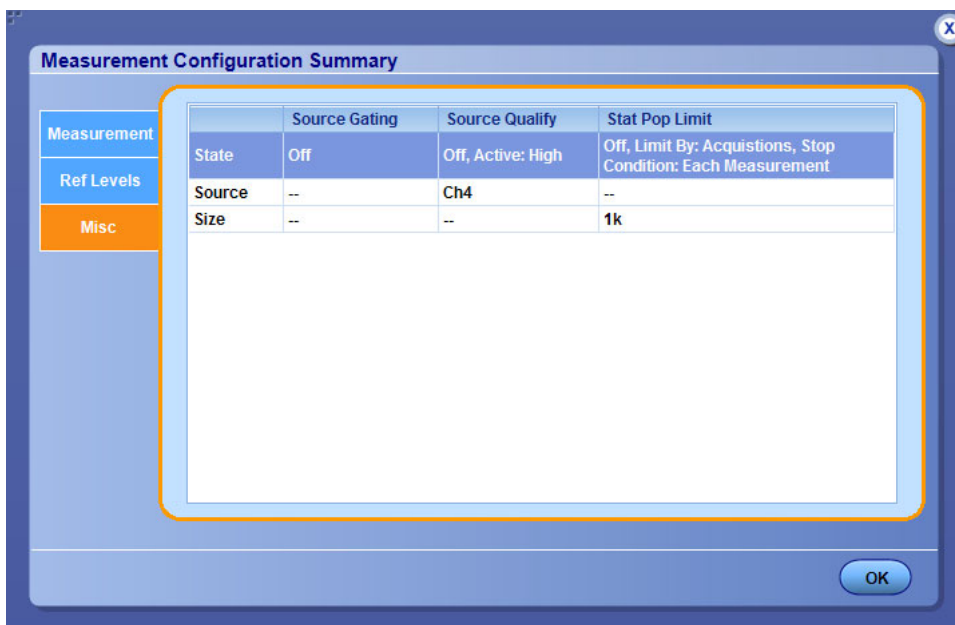 X
Measurement Configuration Summary
Measurement
Ref Levels
Misc
Source Gating Source Qualify Stat Pop Limit
State Off Off, Active: High Off, Limit By: Acquistions, Stop
Condition: Each Measurement
Source -- Ch4 --
Size -- -- 1k
OK